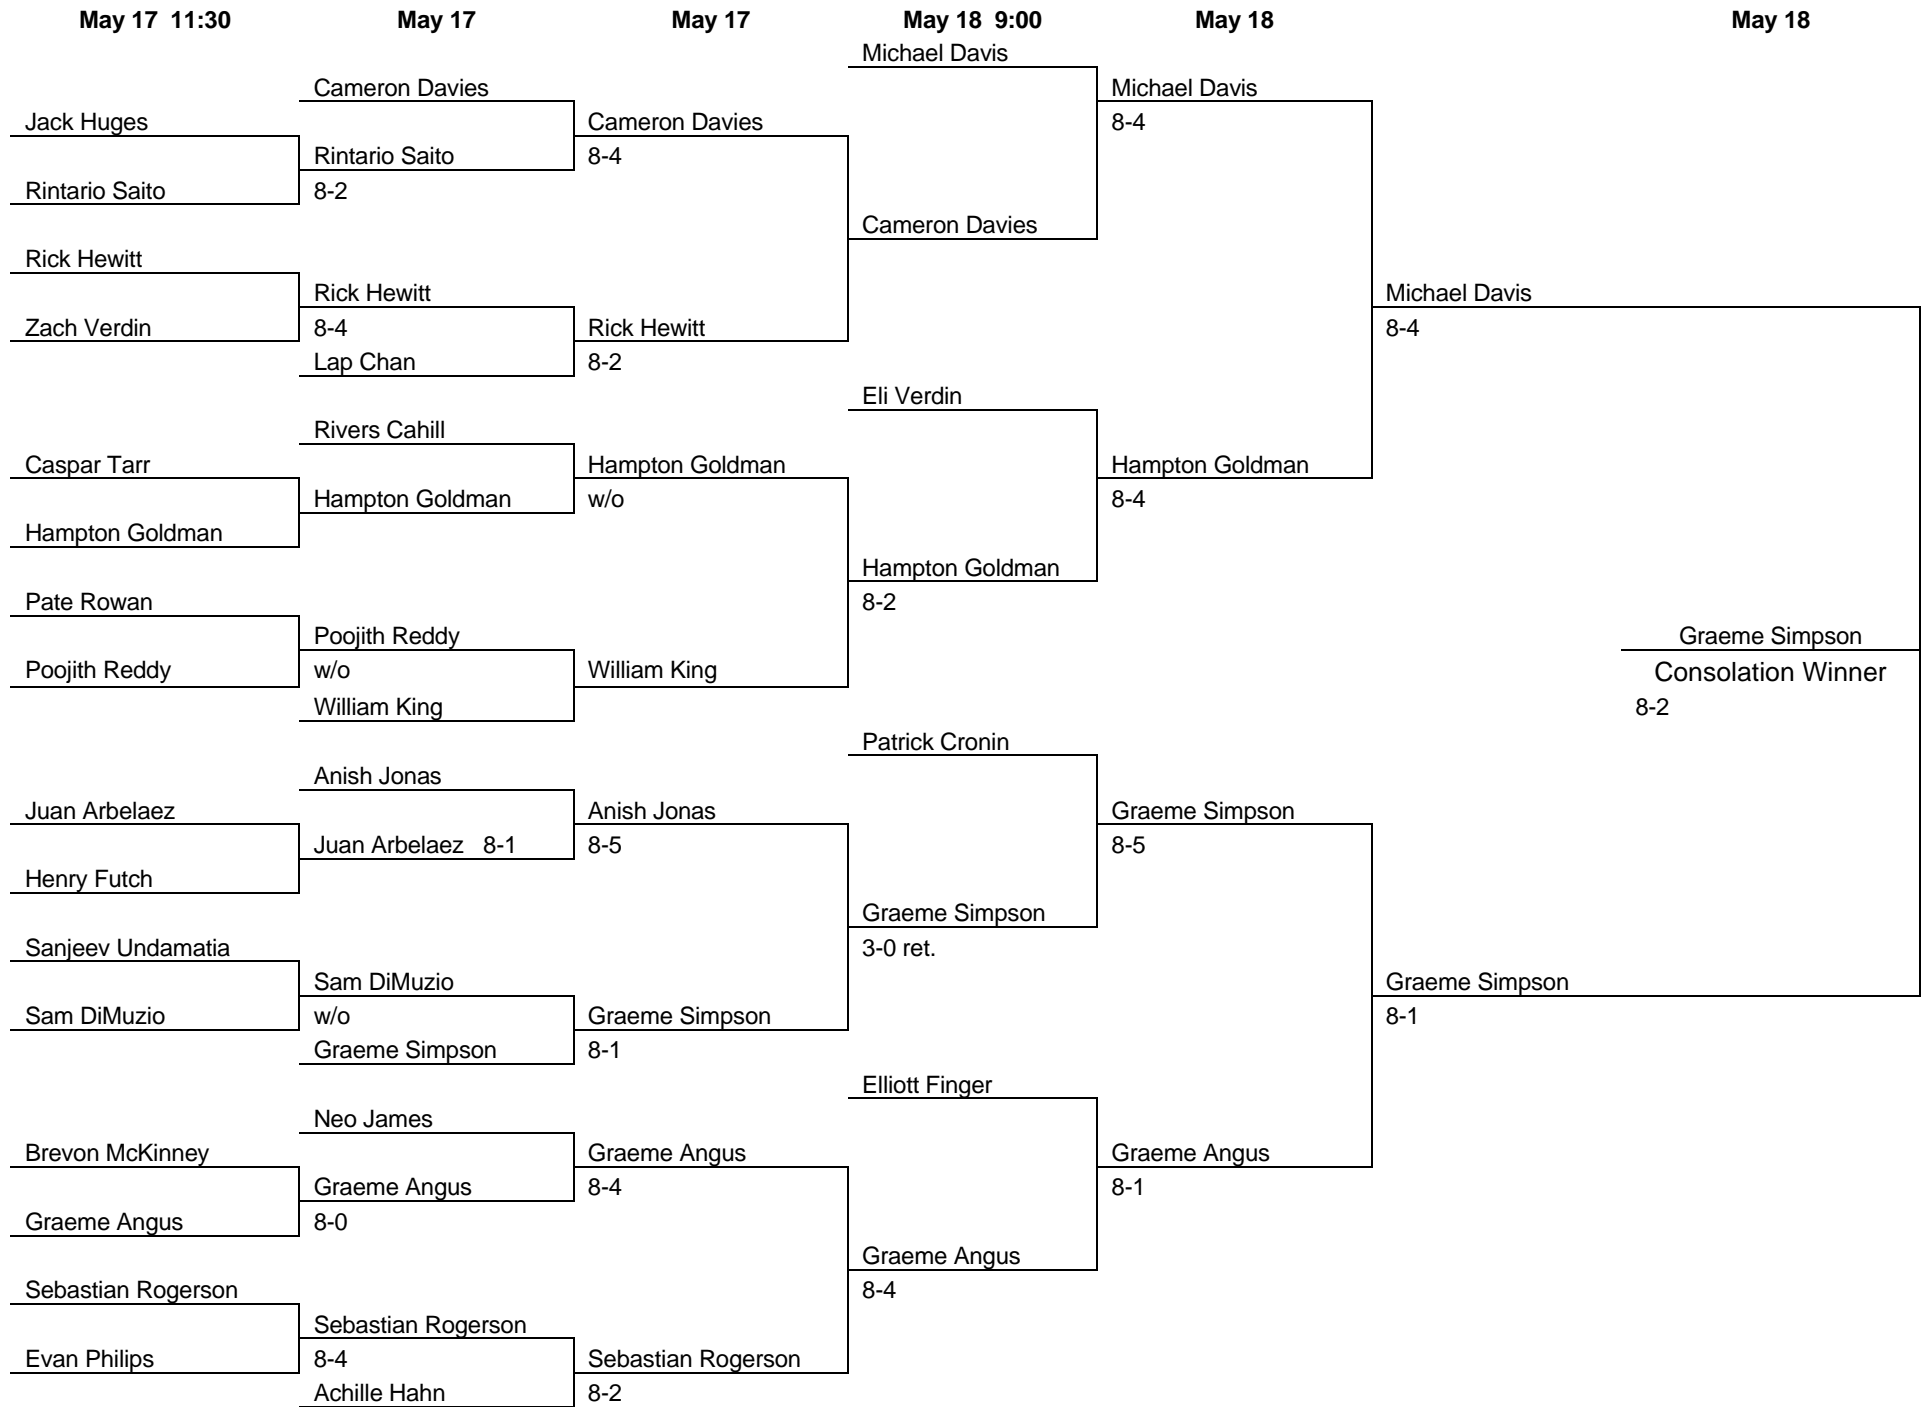 May 17 11:30 May 17 May 17 May 18 9:00 May 18 May 18
Michael Davis
Cameron Davies Michael Davis
Jack Huges Cameron Davies 8-4
Rintario Saito 8-4
Rintario Saito 8-2
Cameron Davies
Rick Hewitt
Rick Hewitt Michael Davis
Zach Verdin 8-4 Rick Hewitt 8-4
Lap Chan 8-2
Eli Verdin
Rivers Cahill
Caspar Tarr Hampton Goldman Hampton Goldman
Hampton Goldman w/o 8-4
Hampton Goldman
Hampton Goldman
Pate Rowan 8-2
Poojith Reddy Graeme Simpson
Poojith Reddy w/o William King Consolation Winner
William King 8-2
Patrick Cronin
Anish Jonas
Juan Arbelaez Anish Jonas Graeme Simpson
Juan Arbelaez 8-1 8-5 8-5
Henry Futch
Graeme Simpson
Sanjeev Undamatia 3-0 ret.
Sam DiMuzio Graeme Simpson
Sam DiMuzio w/o Graeme Simpson 8-1
Graeme Simpson 8-1
Elliott Finger
Neo James
Brevon McKinney Graeme Angus Graeme Angus
Graeme Angus 8-4 8-1
Graeme Angus 8-0
Graeme Angus
Sebastian Rogerson 8-4
Sebastian Rogerson
Evan Philips 8-4 Sebastian Rogerson
Achille Hahn 8-2